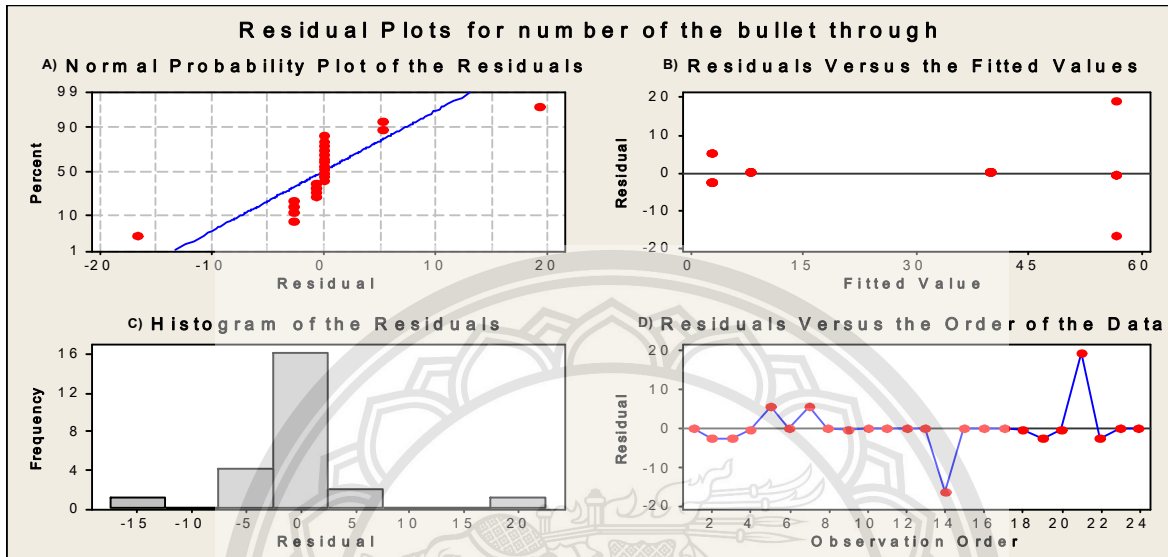 Residual Plots for number of the bullet through
A) Normal Probability Plot of the Residuals
99
90
50
10
1
Percent
-20 -10 0 10 20
Residual
B) Residuals Versus the Fitted Values
20
10
0
-10
-20
Residual
0 15 30 45 60
Fitted Value
C) Histogram of the Residuals
16
12
8
4
0
Frequency
-15 -10 -5 0 5 10 15 20
Residual
D) Residuals Versus the Order of the Data
20
10
0
-10
-20
Residual
2 4 6 8 10 12 14 16 18 20 22 24
Observation Order